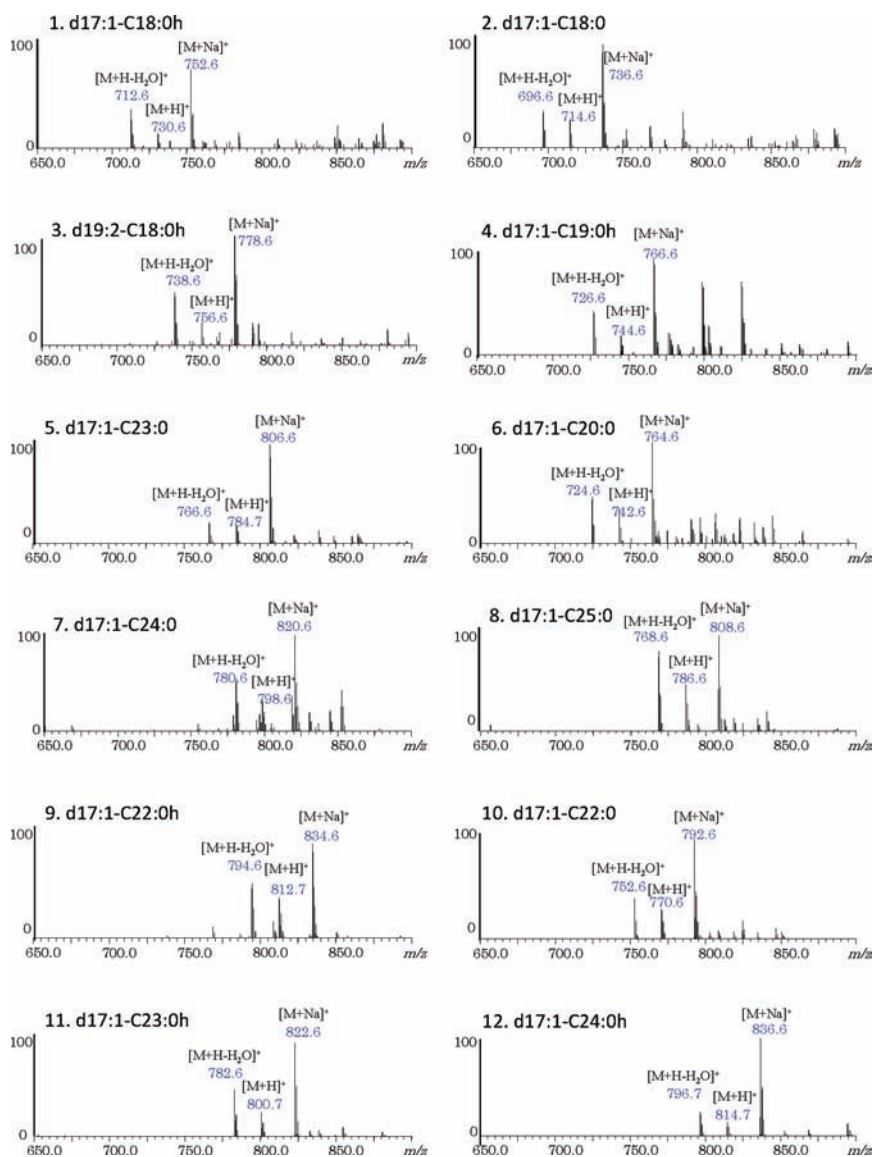 1. d17:1-C18:0h
100
[M+Na]⁺
752.6
[M+H-H₂O]⁺
712.6
[M+H]⁺
730.6
0
650.0 700.0 750.0 800.0 850.0 m/z
2. d17:1-C18:0
100
[M+Na]⁺
736.6
[M+H-H₂O]⁺
696.6
[M+H]⁺
714.6
0
650.0 700.0 750.0 800.0 850.0 m/z
3. d19:2-C18:0h
100
[M+Na]⁺
778.6
[M+H-H₂O]⁺
738.6
[M+H]⁺
756.6
0
650.0 700.0 750.0 800.0 850.0 m/z
4. d17:1-C19:0h
100
[M+Na]⁺
766.6
[M+H-H₂O]⁺
726.6
[M+H]⁺
744.6
0
650.0 700.0 750.0 800.0 850.0 m/z
5. d17:1-C23:0
100
[M+Na]⁺
806.6
[M+H-H₂O]⁺
766.6
[M+H]⁺
784.7
0
650.0 700.0 750.0 800.0 850.0 m/z
6. d17:1-C20:0
100
[M+Na]⁺
764.6
[M+H-H₂O]⁺
724.6
[M+H]⁺
742.6
0
650.0 700.0 750.0 800.0 850.0 m/z
7. d17:1-C24:0
100
[M+Na]⁺
820.6
[M+H-H₂O]⁺
780.6
[M+H]⁺
798.6
0
650.0 700.0 750.0 800.0 850.0 m/z
8. d17:1-C25:0
100
[M+Na]⁺
808.6
[M+H-H₂O]⁺
768.6
[M+H]⁺
786.6
0
650.0 700.0 750.0 800.0 850.0 m/z
9. d17:1-C22:0h
100
[M+Na]⁺
834.6
[M+H-H₂O]⁺
794.6
[M+H]⁺
812.7
0
650.0 700.0 750.0 800.0 850.0 m/z
10. d17:1-C22:0
100
[M+Na]⁺
792.6
[M+H-H₂O]⁺
752.6
[M+H]⁺
770.6
0
650.0 700.0 750.0 800.0 850.0 m/z
11. d17:1-C23:0h
100
[M+Na]⁺
822.6
[M+H-H₂O]⁺
782.6
[M+H]⁺
800.7
0
650.0 700.0 750.0 800.0 850.0 m/z
12. d17:1-C24:0h
100
[M+Na]⁺
836.6
[M+H-H₂O]⁺
796.7
[M+H]⁺
814.7
0
650.0 700.0 750.0 800.0 850.0 m/z